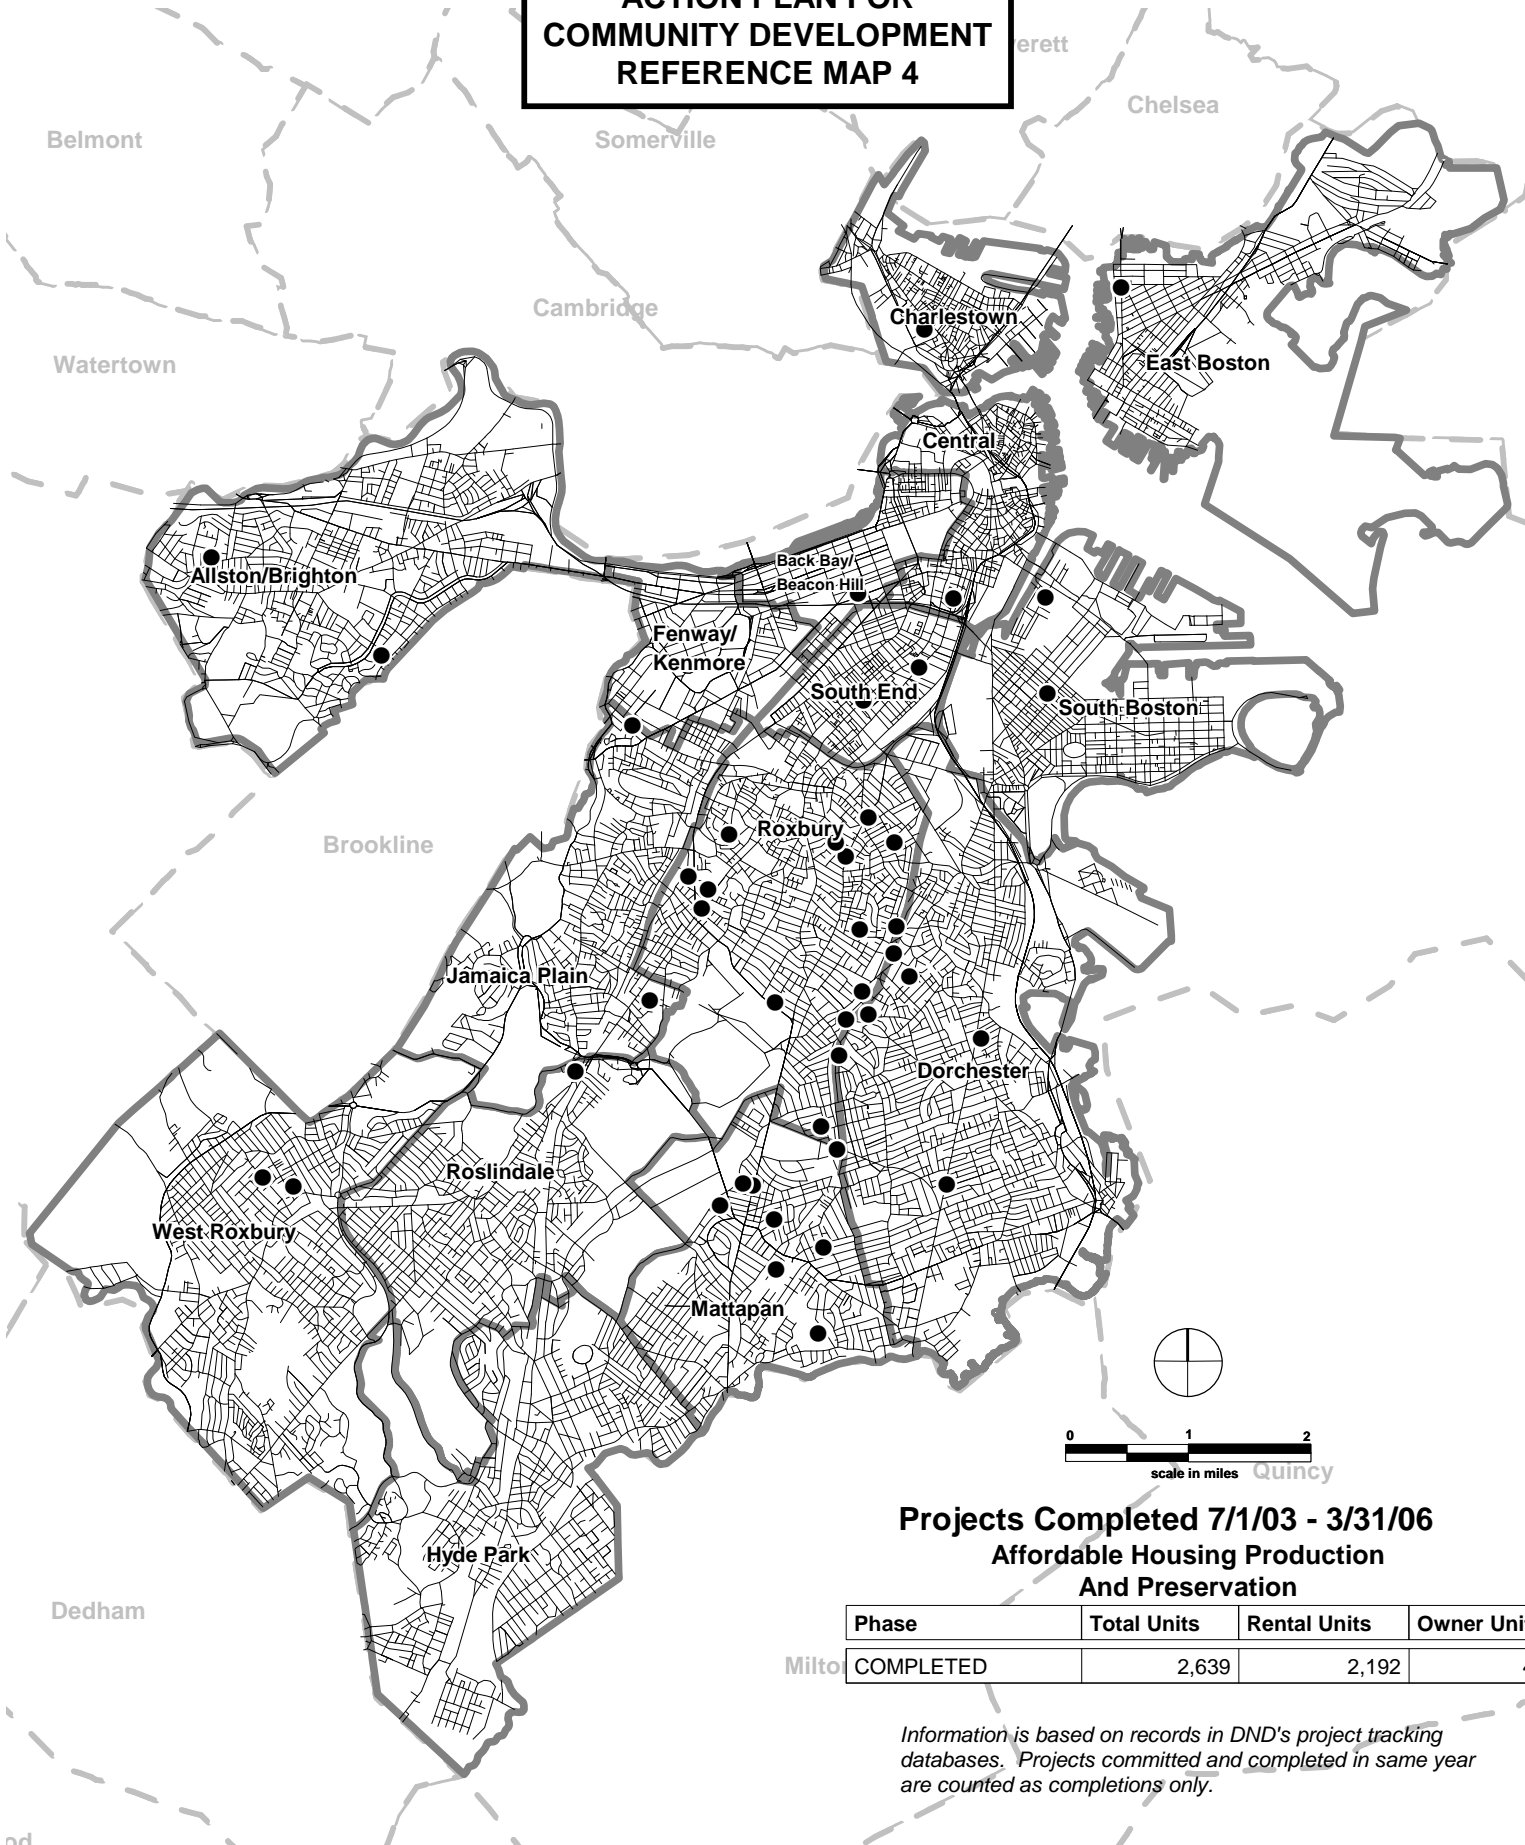 ACTION PLAN FOR
COMMUNITY DEVELOPMENT
REFERENCE MAP 4
Chelsea
Belmont
Somerville
Cambridge
Charlestown
Watertown
East Boston
Central
Back Bay/
Beacon Hill
Allston/Brighton
Fenway/
Kenmore
South End
South Boston
Brookline
Roxbury
Jamaica Plain
Dorchester
Roslindale
West Roxbury
Mattapan
0 1 2
scale in miles
Quincy
Projects Completed 7/1/03 - 3/31/06
Affordable Housing Production
And Preservation
Hyde Park
Dedham
Phase Total Units Rental Units Owner
COMPLETED 2,639 2,192
Information is based on records in DND's project tracking
databases. Projects committed and completed in same year
are counted as completions only.